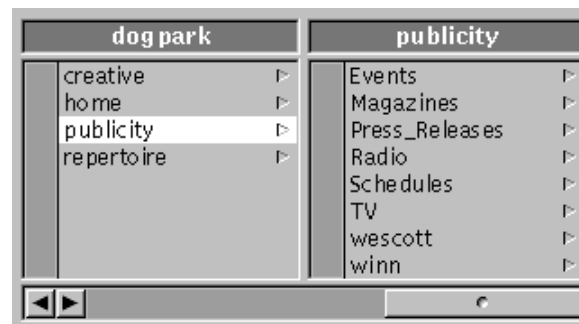 dog park
creative
home
publicity
repertoire
publicity
Events
Magazines
Press_Releases
Radio
Schedules
TV
wescott
winn